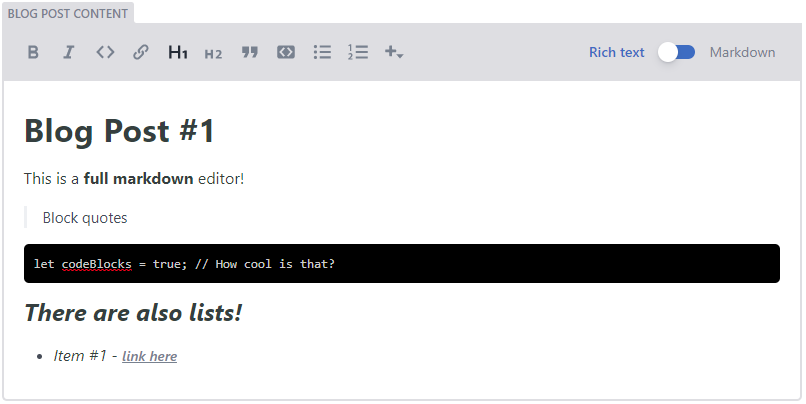 BLOG POST CONTENT
B I <> H1 H2 Rich text Markdown
Blog Post #1
This is a full markdown editor!
Block quotes
let codeBlocks = true; // How cool is that?
There are also lists!
• Item #1 - link here